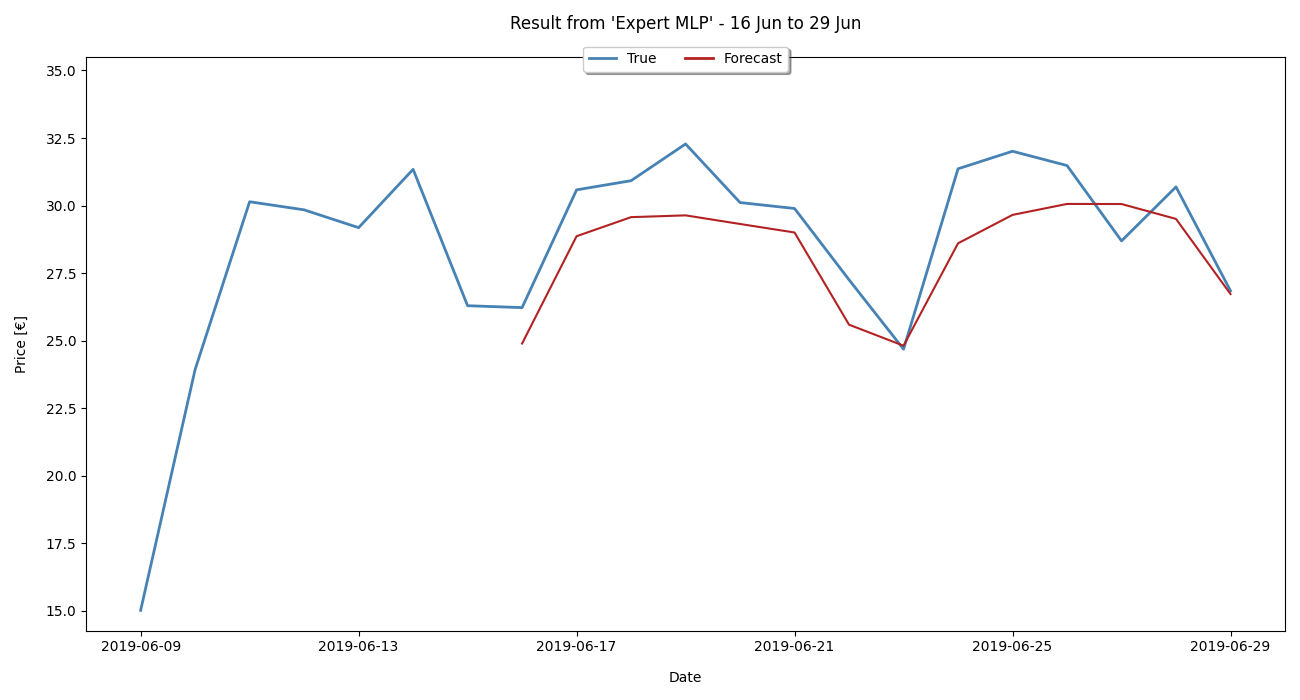 Result from 'Expert MLP' - 16 Jun to 29 Jun
True Forecast
35.0
32.5
30.0
27.5
25.0
22.5
20.0
17.5
15.0
Price [€]
2019-06-09 2019-06-13 2019-06-17 2019-06-21 2019-06-25 2019-06-29
Date